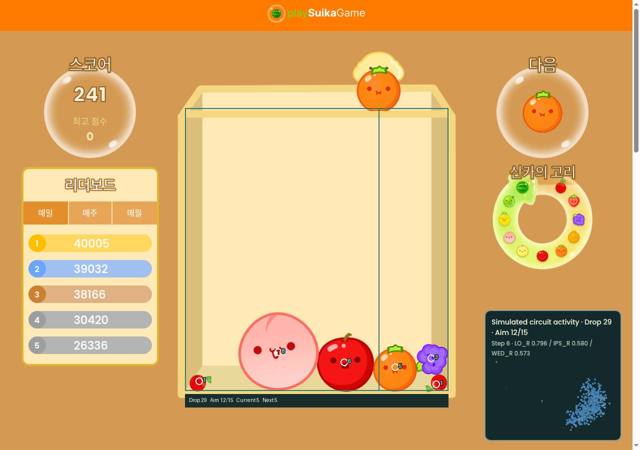 playSuikaGame
스코어
241
최고 점수
0
다음
신카의 고리
리더보드
매일 매주 매월
1 40005
2 39032
3 38166
4 30420
5 26336
Simulated circuit activity · Drop 29
· Aim 12/15
Step 6 · LO_R 0.796 / IPS_R 0.580 /
WED_R 0.573
Drop 29 Aim 12/15 Current 5 Next 5